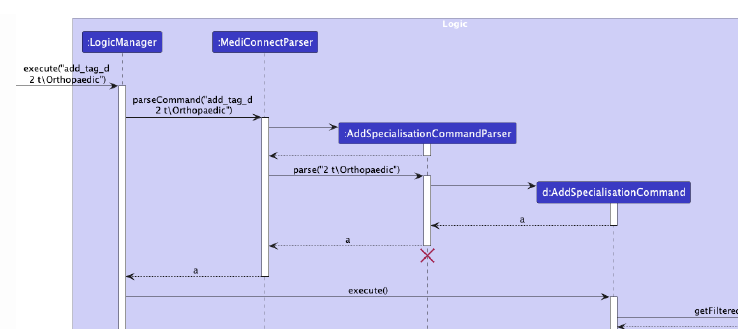 Logic
:LogicManager
:MediConnectParser
execute("add_tag_d
2 t\Orthopaedic")
parseCommand("add_tag_d
2 t\Orthopaedic")
:AddSpecialisationCommandParser
parse("2 t\Orthopaedic")
d:AddSpecialisationCommand
a
a
a
execute()
getFiltered